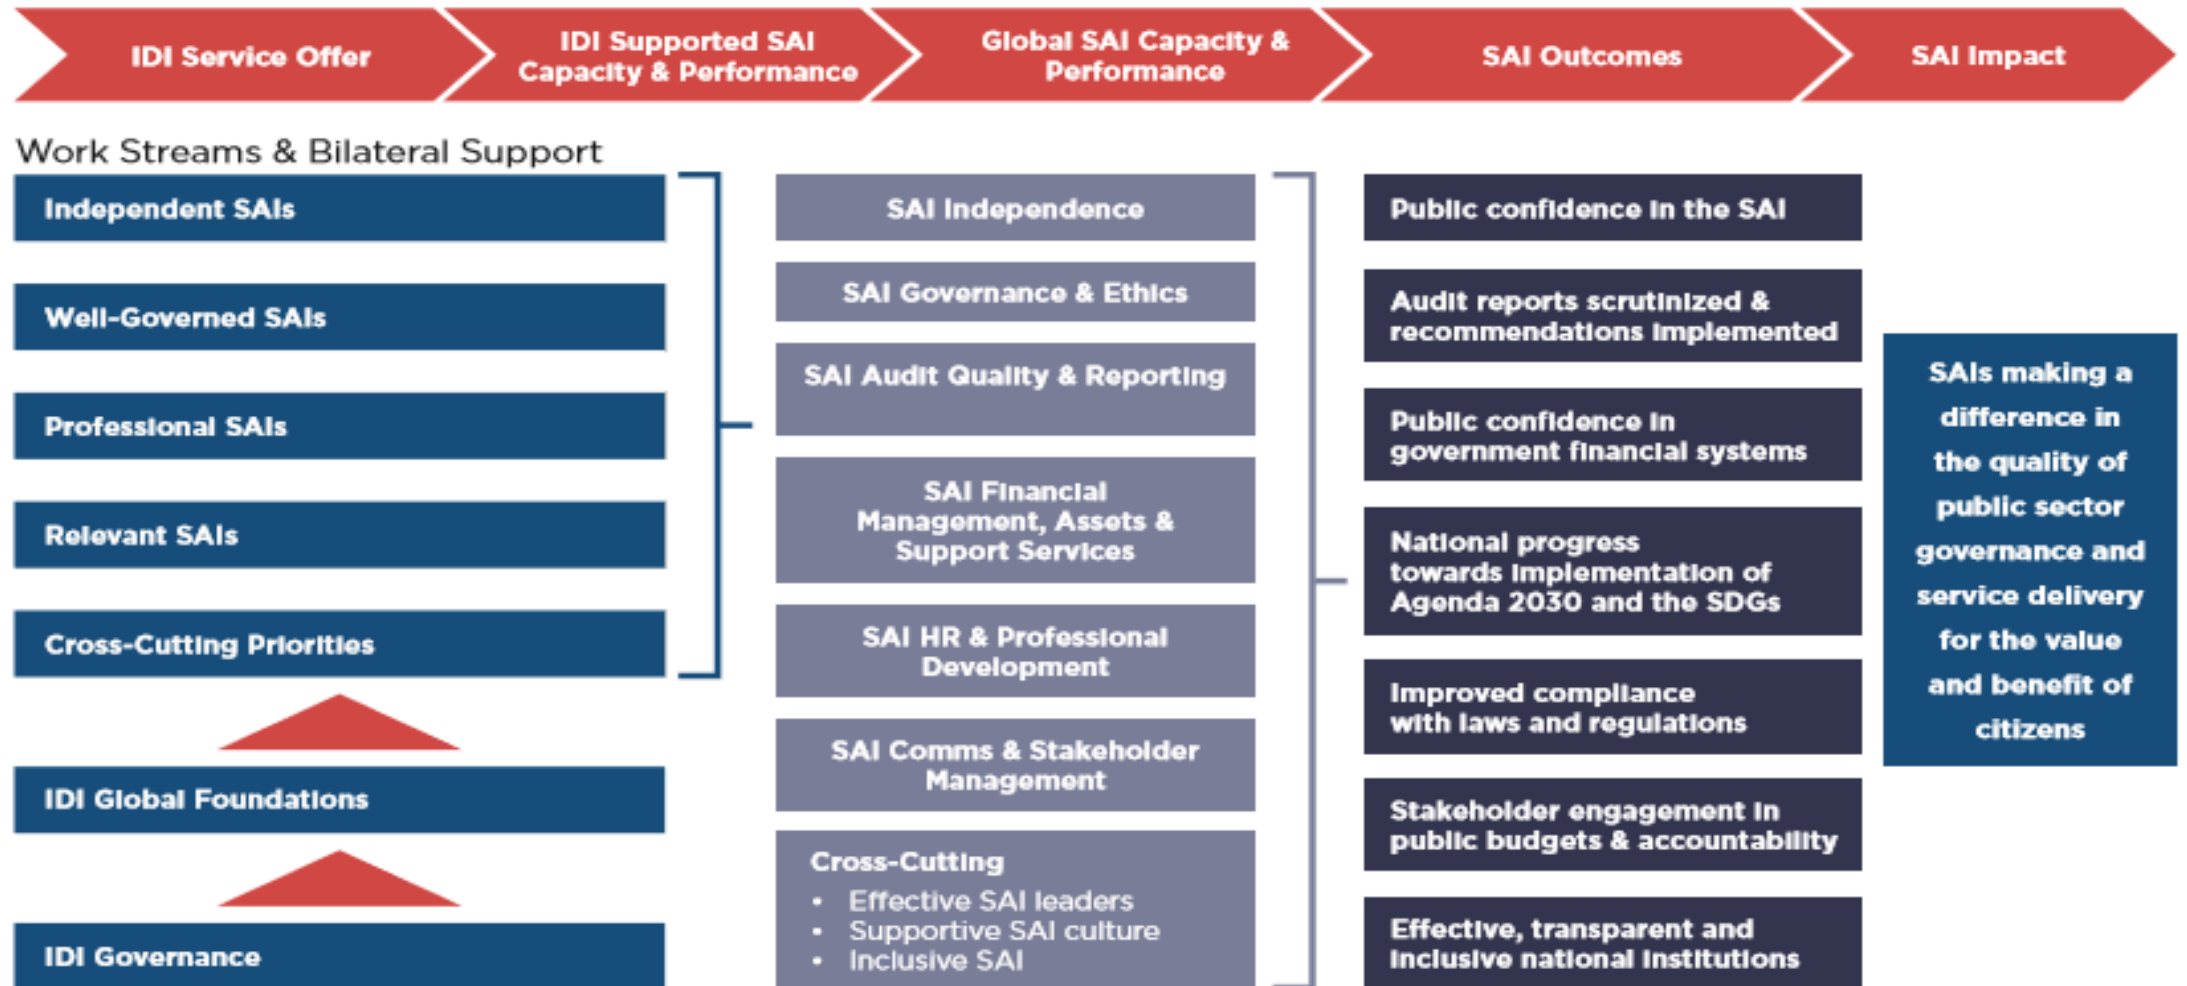 IDI Service Offer
IDI Supported SAI
Capacity & Performance
Global SAI Capacity &
Performance
SAI Outcomes
SAI Impact
Work Streams & Bilateral Support
Independent SAIs
Well-Governed SAIs
Professional SAIs
Relevant SAIs
Cross-Cutting Priorities
IDI Global Foundations
IDI Governance
SAI Independence
SAI Governance & Ethics
SAI Audit Quality & Reporting
SAI Financial
Management, Assets &
Support Services
SAI HR & Professional
Development
SAI Comms & Stakeholder
Management
Cross-Cutting
• Effective SAI leaders
• Supportive SAI culture
• Inclusive SAI
Public confidence in the SAI
Audit reports scrutinized &
recommendations implemented
Public confidence in
government financial systems
National progress
towards implementation of
Agenda 2030 and the SDGs
Improved compliance
with laws and regulations
Stakeholder engagement in
public budgets & accountability
Effective, transparent and
inclusive national institutions
SAIs making a
difference in
the quality of
public sector
governance and
service delivery
for the value
and benefit of
citizens